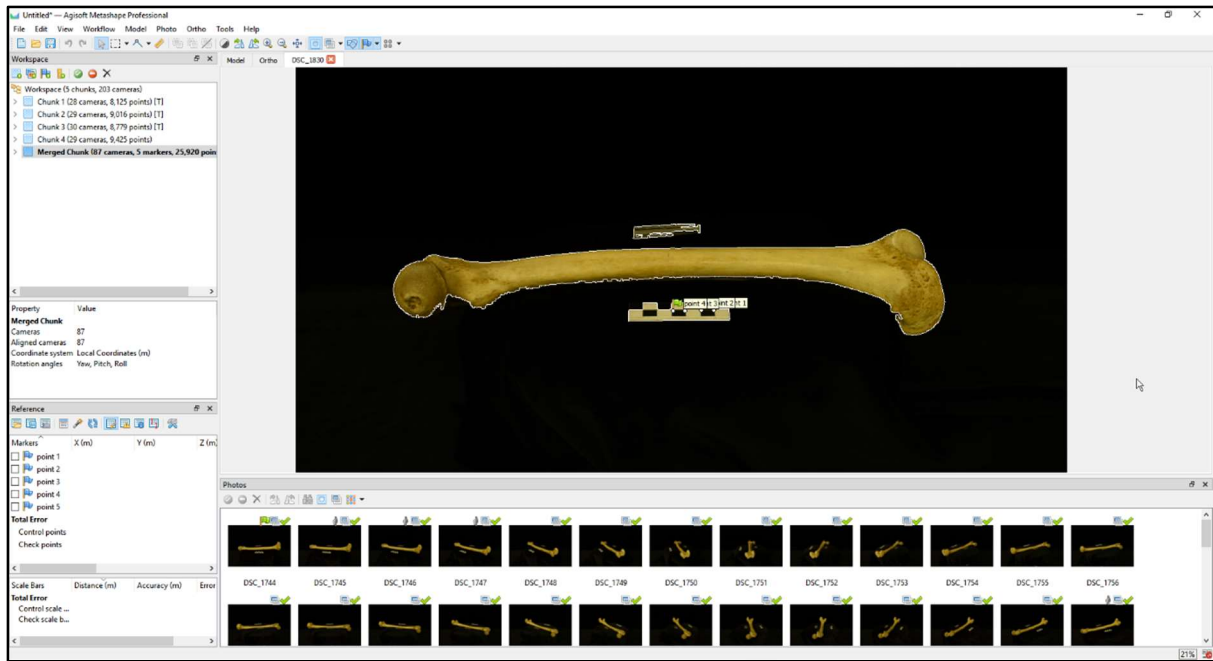 Untitled* — Agisoft Metashape Professional
File Edit View Workflow Model Photo Ortho Tools Help
Workspace
Model Ortho DSC_1830
Workspace (5 chunks, 203 cameras)
Chunk 1 (28 cameras, 8,125 points) [T]
Chunk 2 (29 cameras, 9,016 points) [T]
Chunk 3 (30 cameras, 8,779 points) [T]
Chunk 4 (29 cameras, 9,425 points)
Merged Chunk (87 cameras, 5 markers, 25,920 poin
point 4 t 3 int 2 t 1
Property Value
Merged Chunk
Cameras 87
Aligned cameras 87
Coordinate system Local Coordinates (m)
Rotation angles Yaw, Pitch, Roll
Reference
Markers X (m) Y (m) Z (m
point 1
point 2
point 3
point 4
point 5
Total Error
Control points
Check points
Scale Bars Distance (m) Accuracy (m) Error
Total Error
Control scale ...
Check scale b...
Photos
DSC_1744 DSC_1745 DSC_1746 DSC_1747 DSC_1748 DSC_1749 DSC_1750 DSC_1751 DSC_1752 DSC_1753 DSC_1754 DSC_1755 DSC_1756
21%